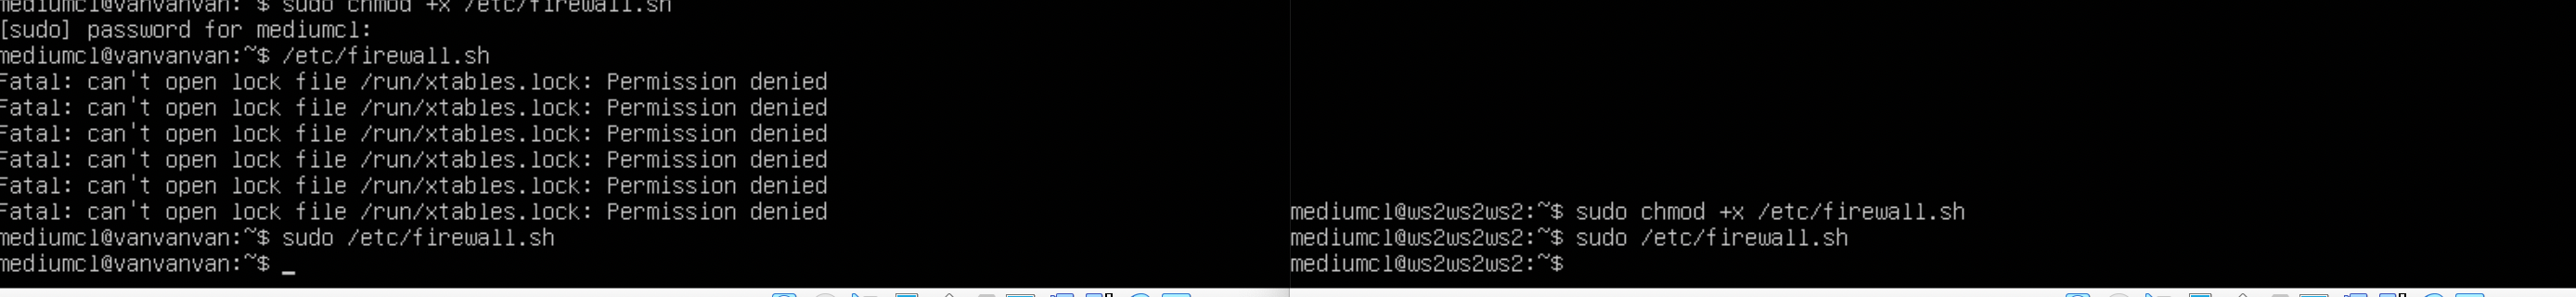 mediumcl@vanvanvan:~$ sudo chmod +x /etc/firewall.sh
[sudo] password for mediumcl:
mediumcl@vanvanvan:~$ /etc/firewall.sh
Fatal: can't open lock file /run/xtables.lock: Permission denied
Fatal: can't open lock file /run/xtables.lock: Permission denied
Fatal: can't open lock file /run/xtables.lock: Permission denied
Fatal: can't open lock file /run/xtables.lock: Permission denied
Fatal: can't open lock file /run/xtables.lock: Permission denied
Fatal: can't open lock file /run/xtables.lock: Permission denied
mediumcl@vanvanvan:~$ sudo /etc/firewall.sh
mediumcl@vanvanvan:~$ _
mediumcl@ws2ws2ws2:~$ sudo chmod +x /etc/firewall.sh
mediumcl@ws2ws2ws2:~$ sudo /etc/firewall.sh
mediumcl@ws2ws2ws2:~$